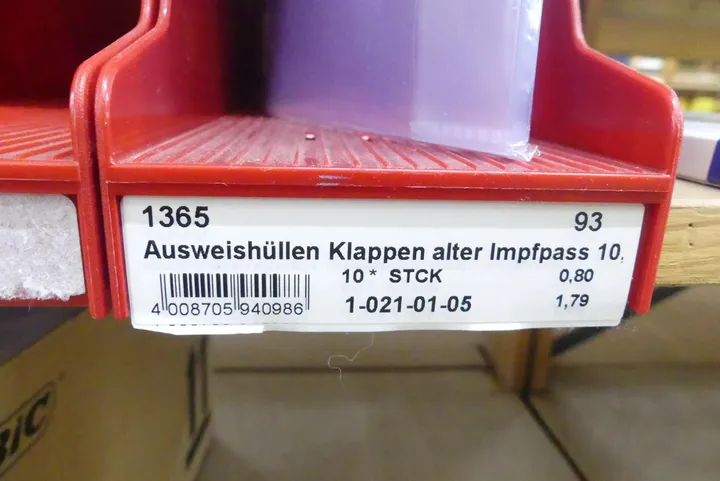 1365 93
Ausweishüllen Klappen alter Impfpass 10,
10 * STCK 0,80
4 008705 940986 1-021-01-05 1,79
BIC